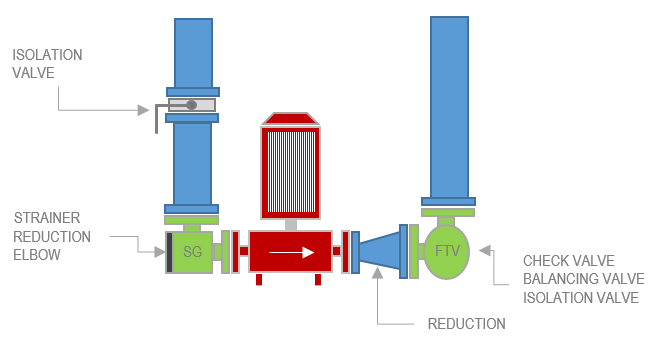 ISOLATION
VALVE
STRAINER
REDUCTION
ELBOW
SG
FTV
CHECK VALVE
BALANCING VALVE
ISOLATION VALVE
REDUCTION